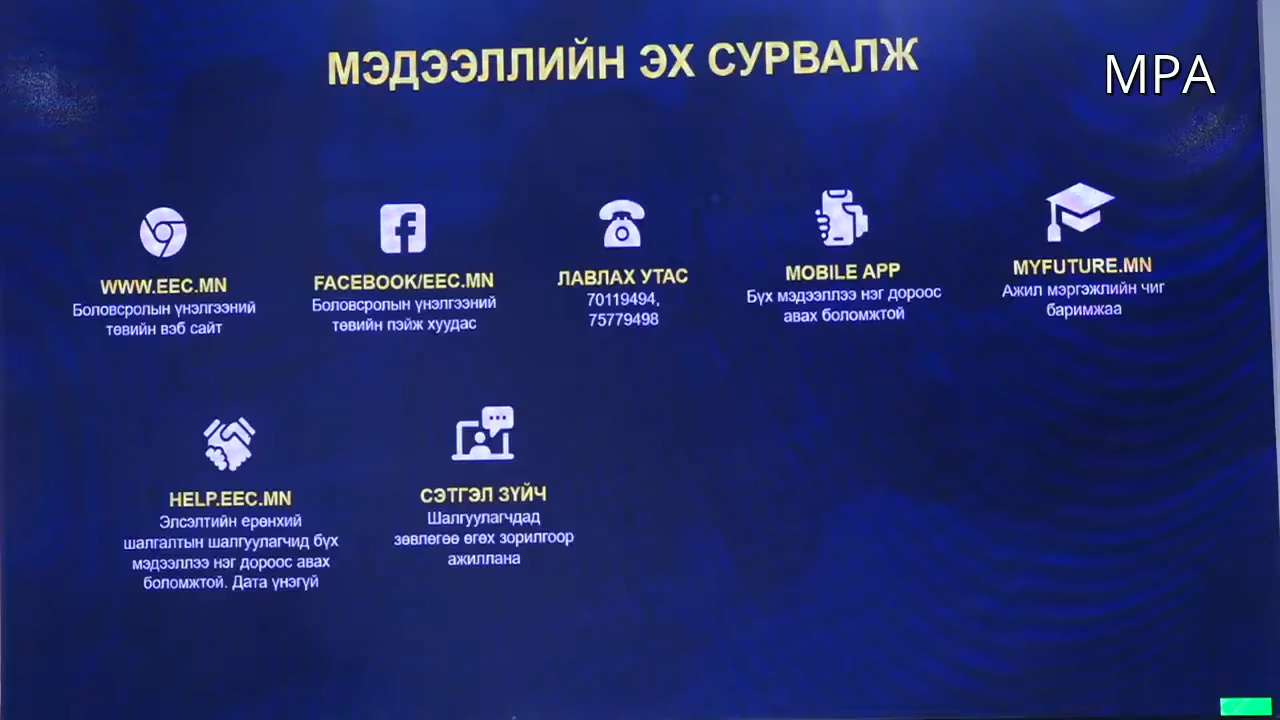 МЭДЭЭЛЛИЙН ЭХ СУРВАЛЖ
MPA
WWW.EEC.MN
Боловсролын үнэлгээний
төвийн вэб сайт
FACEBOOK/EEC.MN
Боловсролын үнэлгээний
төвийн пэйж хуудас
ЛАВЛАХ УТАС
70119494,
75779498
MOBILE APP
Бүх мэдээллээ нэг дороос
авах боломжтой
MYFUTURE.MN
Ажил мэргэжлийн чиг
баримжаа
HELP.EEC.MN
Элсэлтийн ерөнхий
шалгалтын шалгуулагчид бүх
мэдээллээ нэг дороос авах
боломжтой. Дата үнэгүй
СЭТГЭЛ ЗҮЙЧ
Шалгуулагчдад
зөвлөгөө өгөх зорилгоор
ажиллана